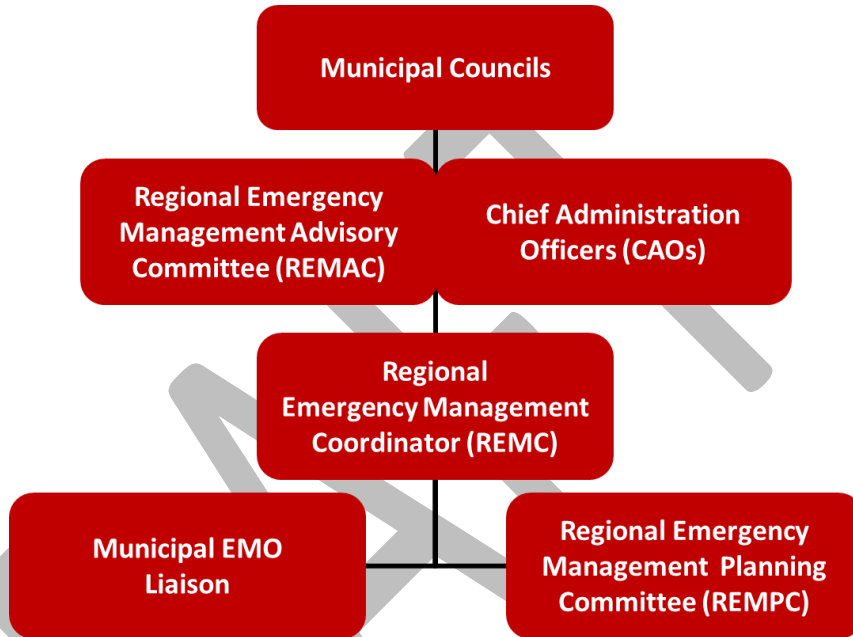 Municipal Councils
Regional Emergency
Management Advisory
Committee (REMAC)
Chief Administration
Officers (CAOs)
Regional
Emergency Management
Coordinator (REMC)
Municipal EMO
Liaison
Regional Emergency
Management Planning
Committee (REMPC)